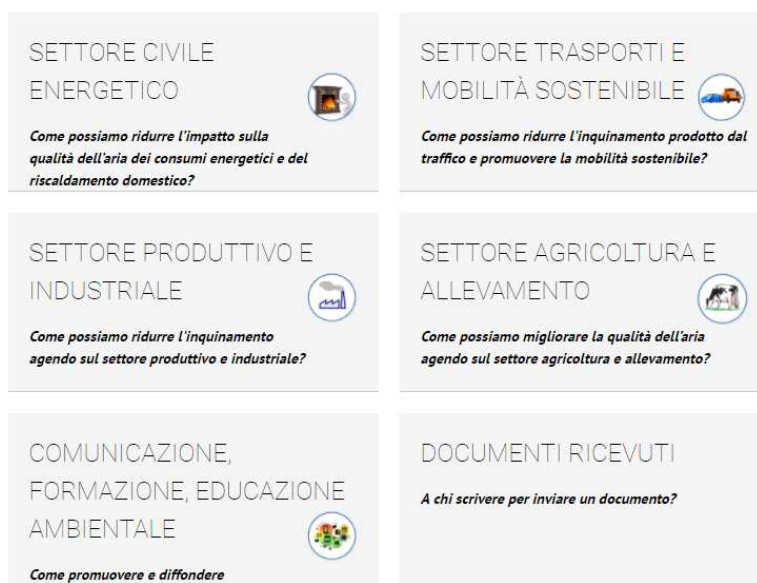 SETTORE CIVILE
ENERGETICO
Come possiamo ridurre l'impatto sulla
qualità dell'aria dei consumi energetici e del
riscaldamento domestico?
SETTORE TRASPORTI E
MOBILITÀ SOSTENIBILE
Come possiamo ridurre l'inquinamento prodotto dal
traffico e promuovere la mobilità sostenibile?
SETTORE PRODUTTIVO E
INDUSTRIALE
Come possiamo ridurre l'inquinamento
agendo sul settore produttivo e industriale?
SETTORE AGRICOLTURA E
ALLEVAMENTO
Come possiamo migliorare la qualità dell'aria
agendo sul settore agricoltura e allevamento?
COMUNICAZIONE,
FORMAZIONE, EDUCAZIONE
AMBIENTALE
Come promuovere e diffondere
DOCUMENTI RICEVUTI
A chi scrivere per inviare un documento?